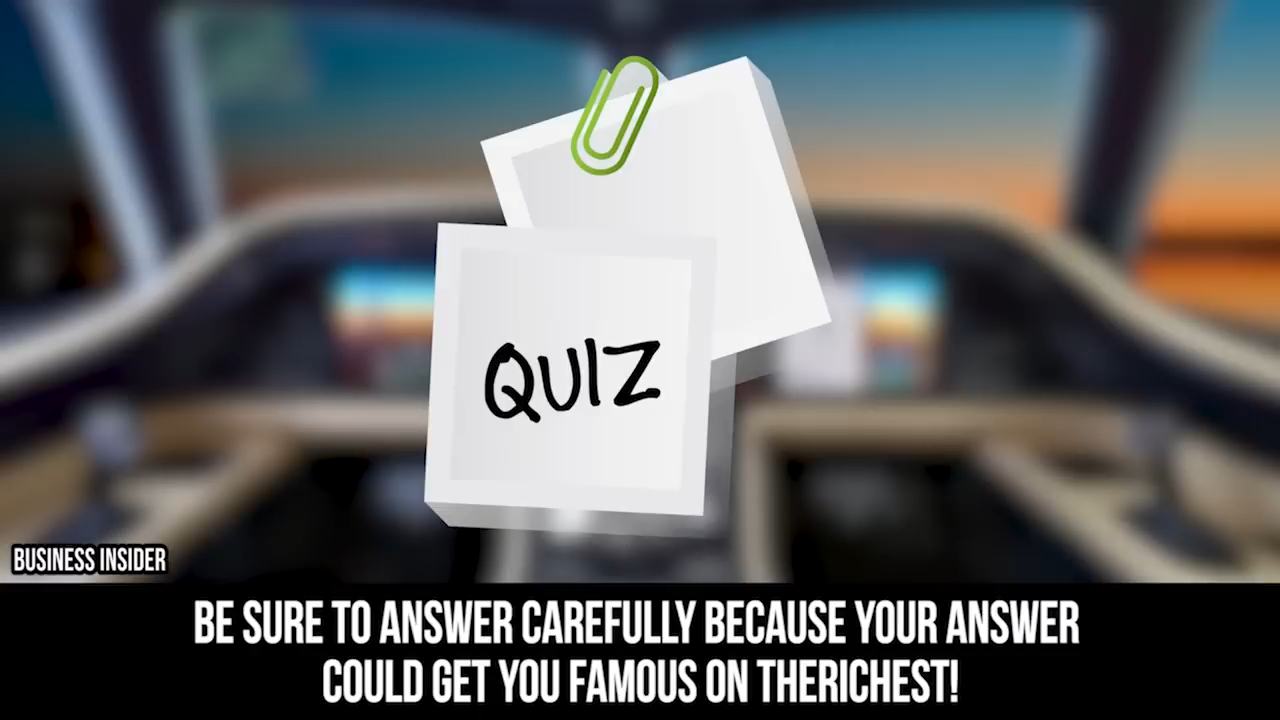 QUIZ
BUSINESS INSIDER
BE SURE TO ANSWER CAREFULLY BECAUSE YOUR ANSWER
COULD GET YOU FAMOUS ON THERICHEST!